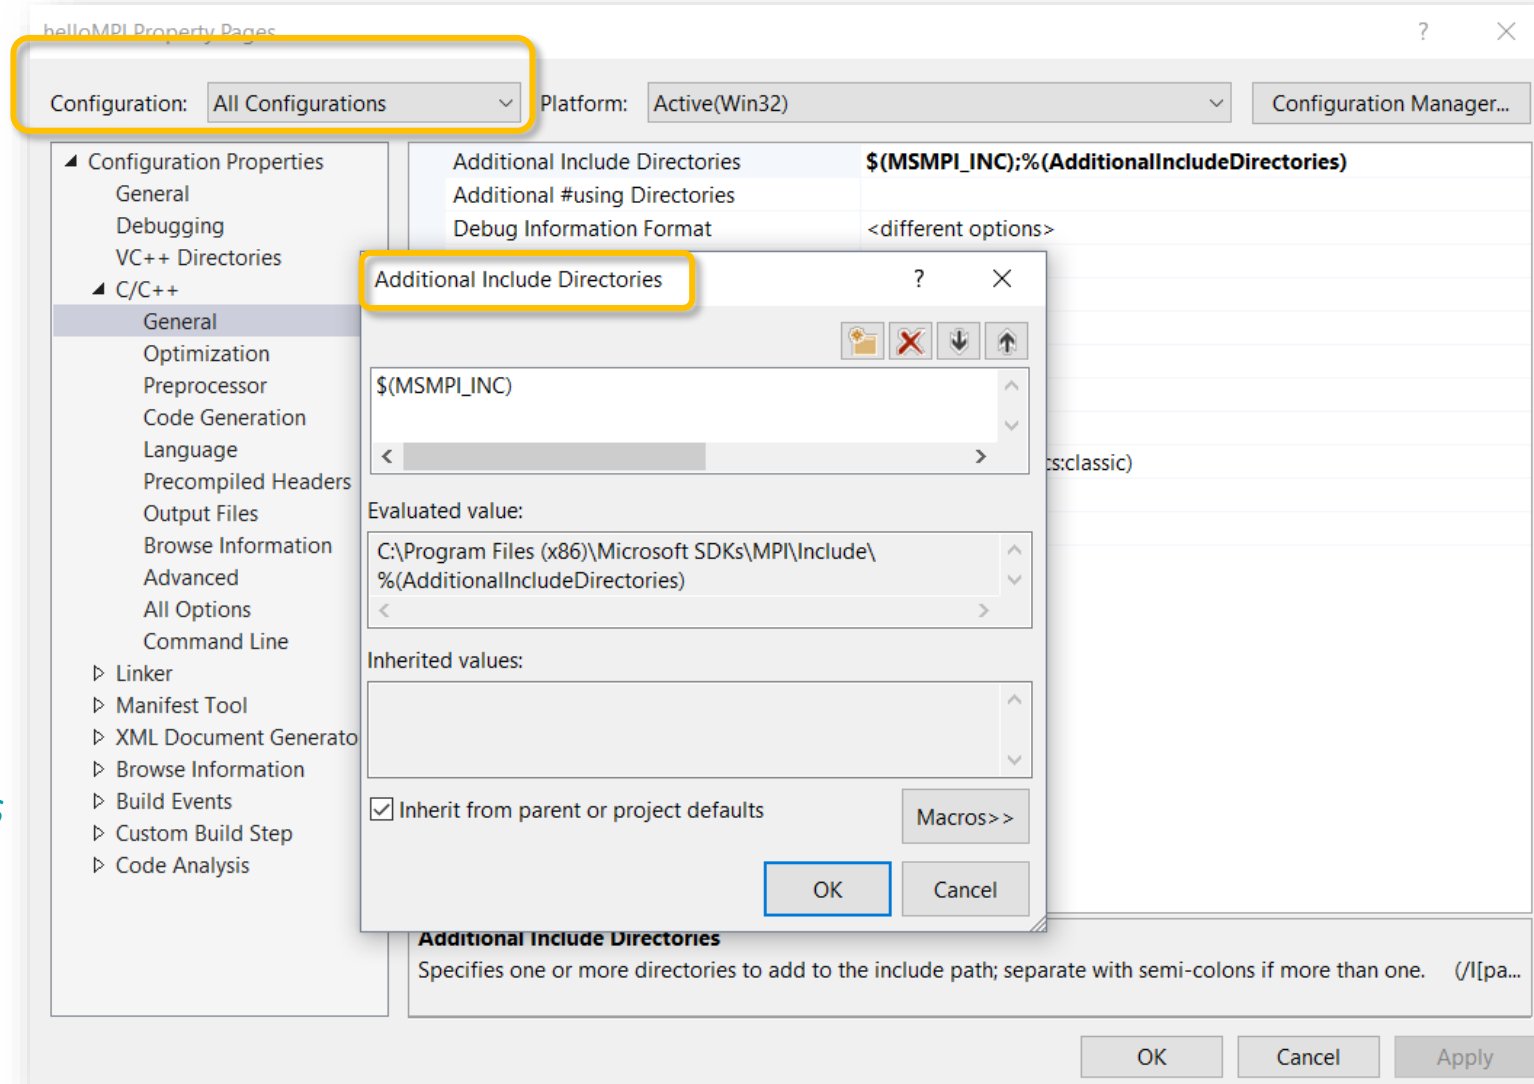 helloMPI Property Pages
?
Configuration: All Configurations Platform: Active(Win32) Configuration Manager...
Configuration Properties
General
Debugging
VC++ Directories
C/C++
General
Optimization
Preprocessor
Code Generation
Language
Precompiled Headers
Output Files
Browse Information
Advanced
All Options
Command Line
Linker
Manifest Tool
XML Document Generato
Browse Information
Build Events
Custom Build Step
Code Analysis
Additional Include Directories $(MSMPI_INC);%(AdditionalIncludeDirectories)
Additional #using Directories
Debug Information Format <different options>
cs:classic)
Additional Include Directories ?
$(MSMPI_INC)
Evaluated value:
C:\Program Files (x86)\Microsoft SDKs\MPI\Include\
%(AdditionalIncludeDirectories)
Inherited values:
Inherit from parent or project defaults
Macros>>
OK Cancel
Additional Include Directories
Specifies one or more directories to add to the include path; separate with semi-colons if more than one. (/I[pa...
OK Cancel Apply